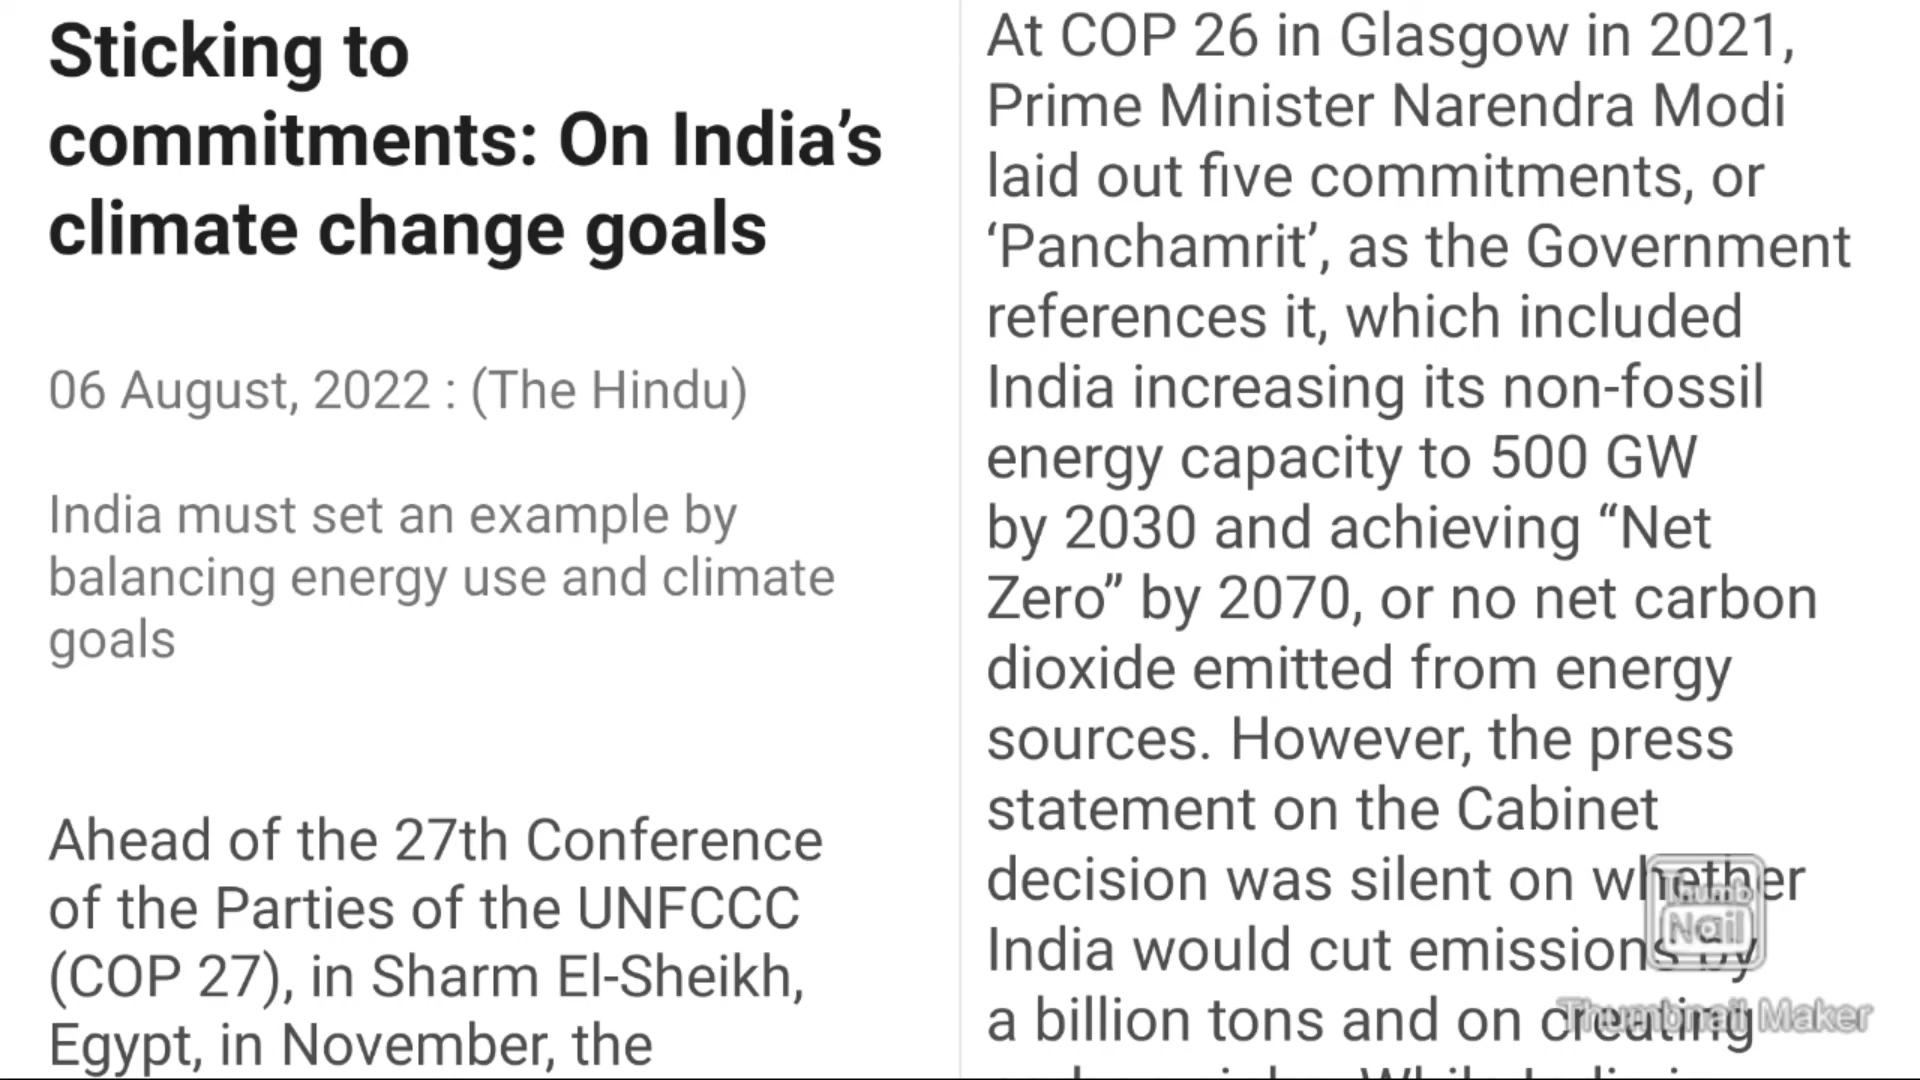 Sticking to
commitments: On India’s
climate change goals
06 August, 2022 : (The Hindu)
India must set an example by
balancing energy use and climate
goals
Ahead of the 27th Conference
of the Parties of the UNFCCC
(COP 27), in Sharm El-Sheikh,
Egypt, in November, the
At COP 26 in Glasgow in 2021,
Prime Minister Narendra Modi
laid out five commitments, or
‘Panchamrit’, as the Government
references it, which included
India increasing its non-fossil
energy capacity to 500 GW
by 2030 and achieving “Net
Zero” by 2070, or no net carbon
dioxide emitted from energy
sources. However, the press
statement on the Cabinet
decision was silent on whether
India would cut emissions by
a billion tons and on creating
Thumb
Nail
Thumbnail Maker